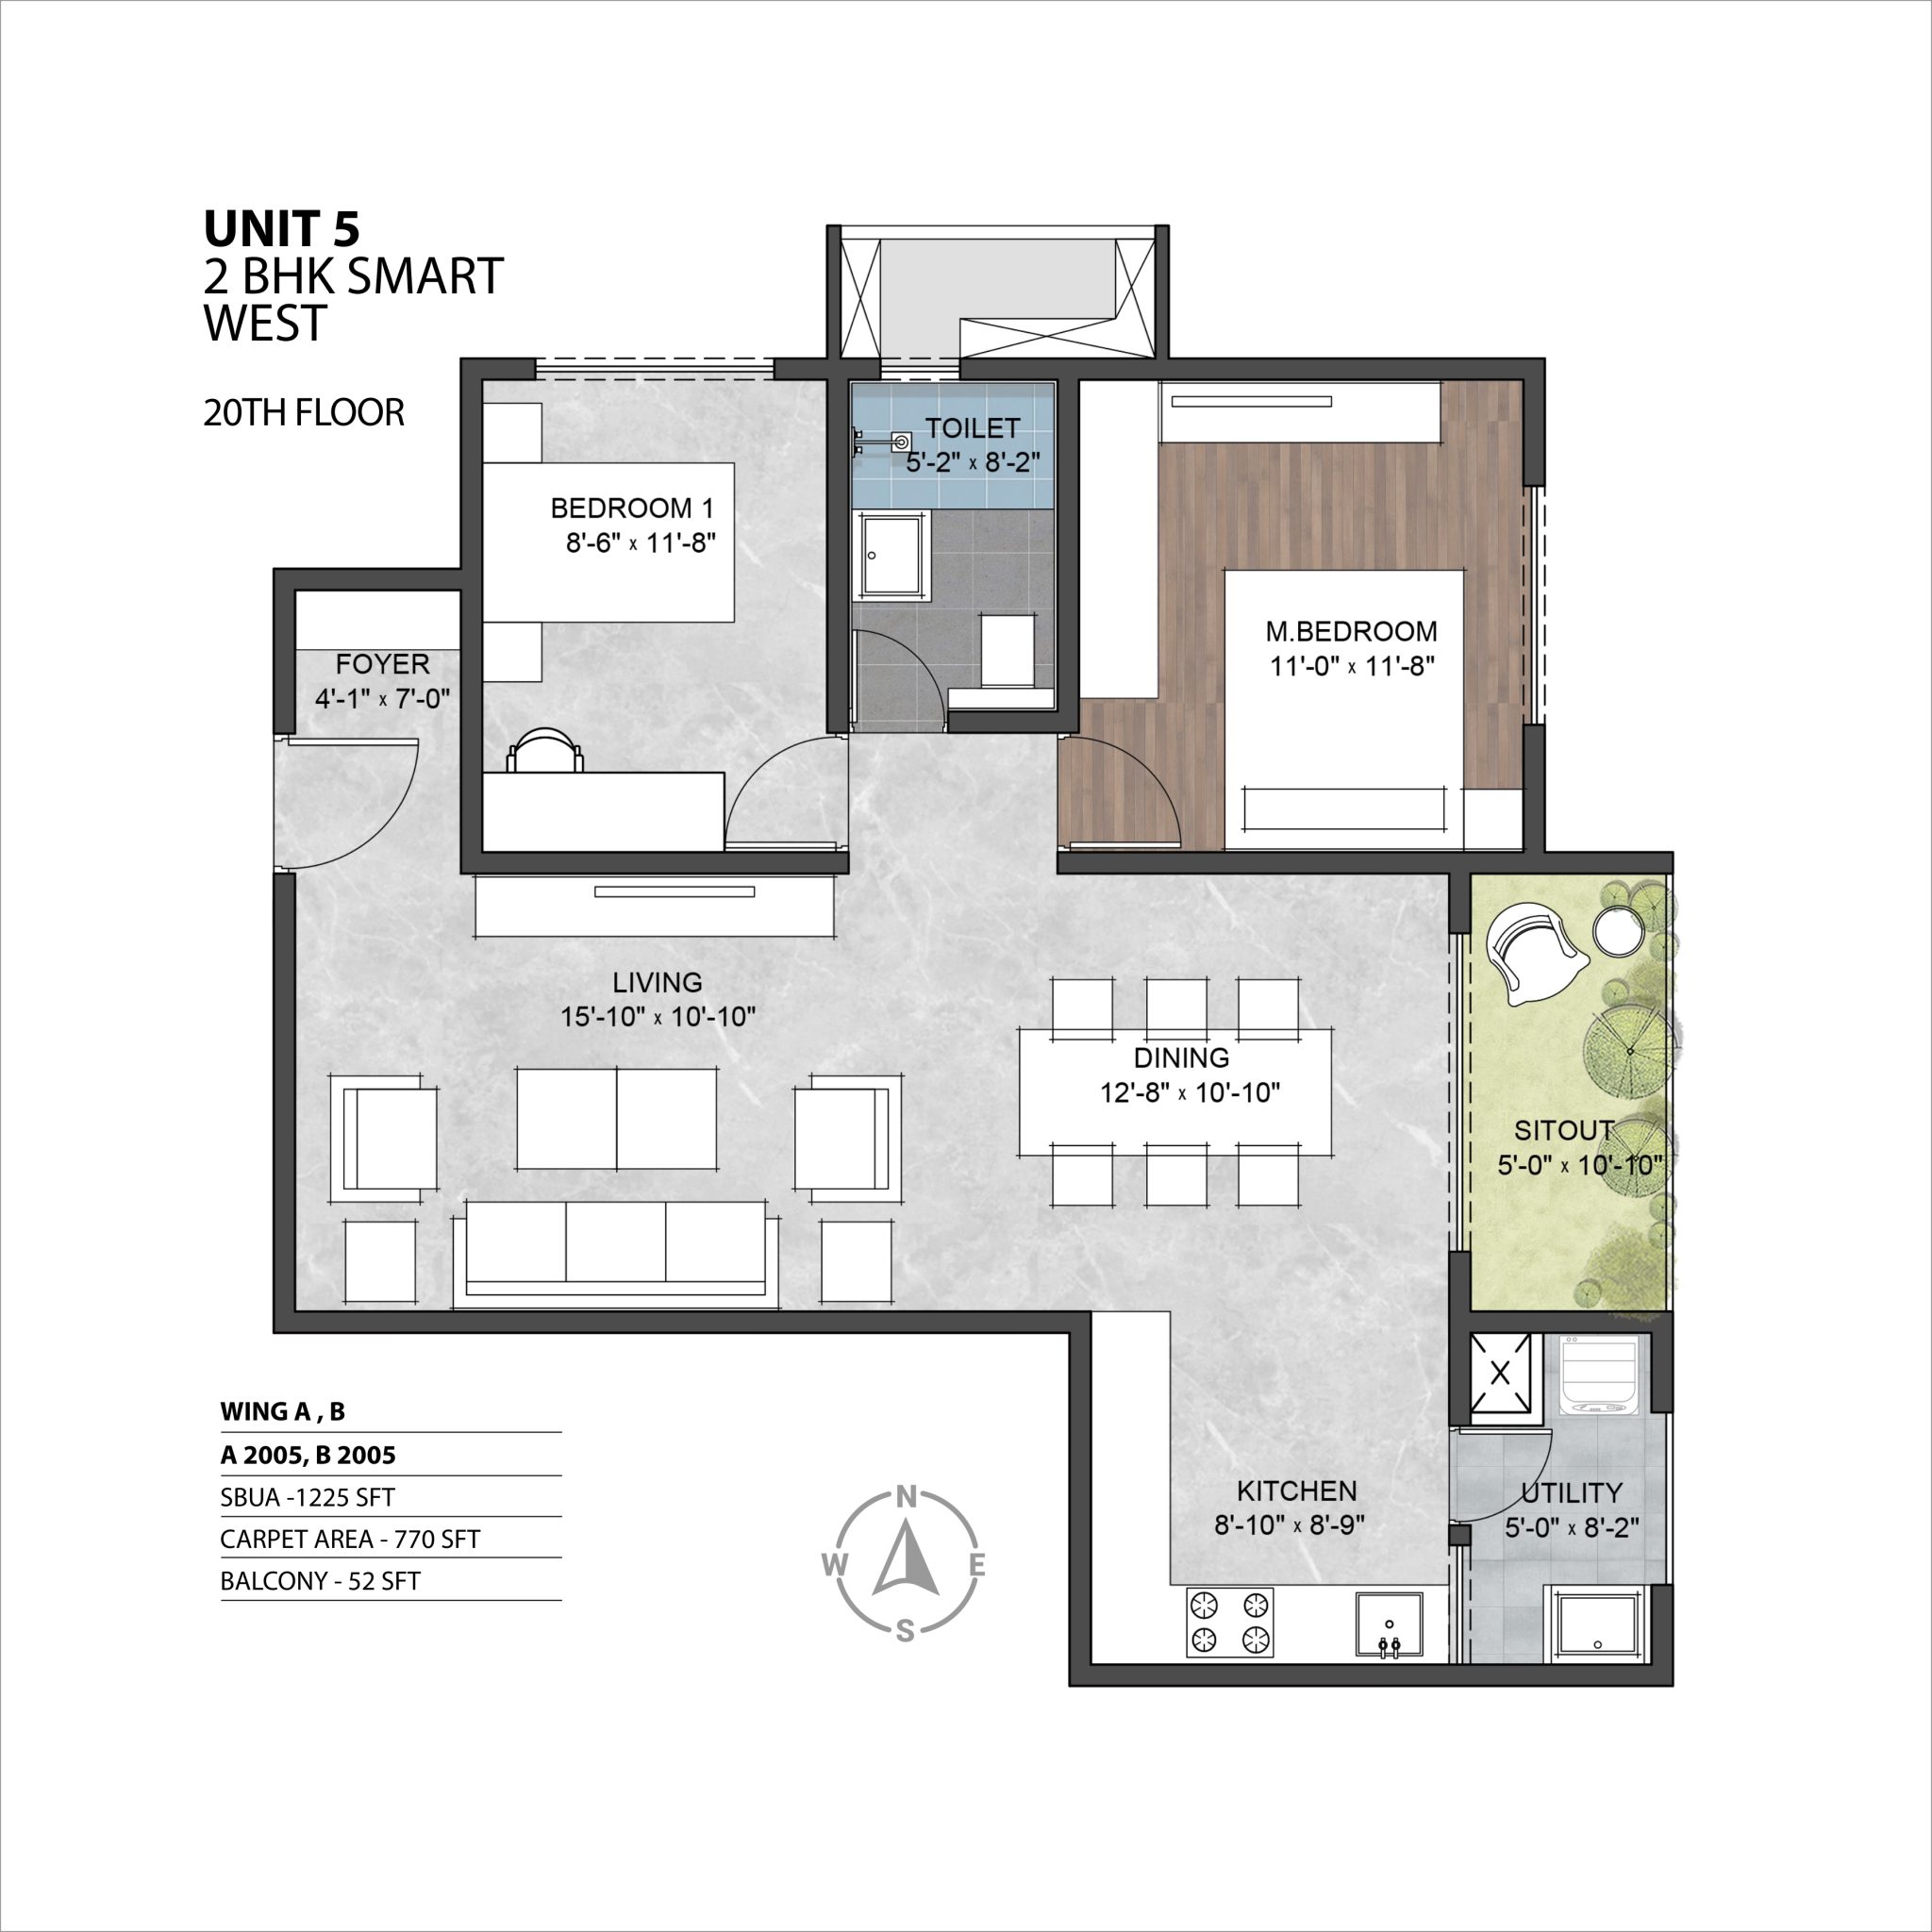 UNIT 5
2 BHK SMART
WEST
20TH FLOOR
TOILET
5'-2" x 8'-2"
BEDROOM 1
8'-6" x 11'-8"
M.BEDROOM
11'-0" x 11'-8"
FOYER
4'-1" x 7'-0"
LIVING
15'-10" x 10'-10"
DINING
12'-8" x 10'-10"
SITOUT
5'-0" x 10'-10"
WING A , B
A 2005, B 2005
SBUA -1225 SFT
CARPET AREA - 770 SFT
BALCONY - 52 SFT
N
W E
S
KITCHEN
8'-10" x 8'-9"
UTILITY
5'-0" x 8'-2"